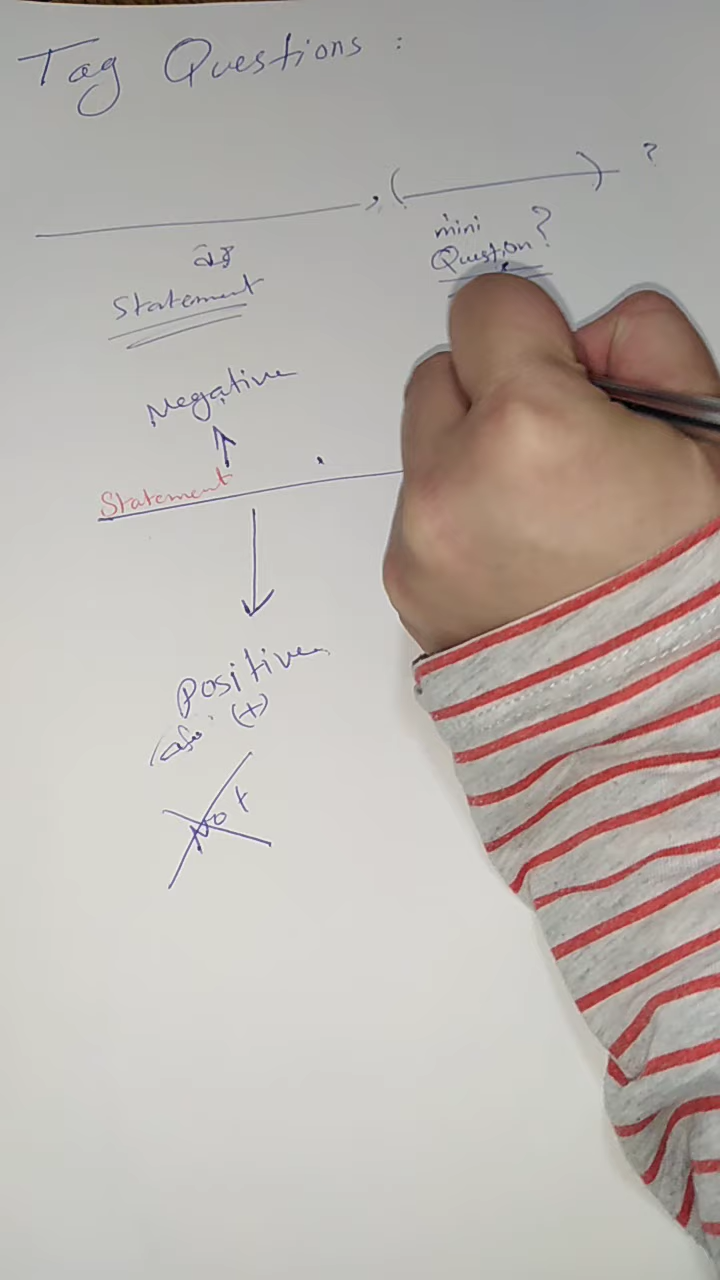 Tag Questions :
, ( ) ?
mini
Question?
Statement
Negative
Statement
Positive
(+)
Not